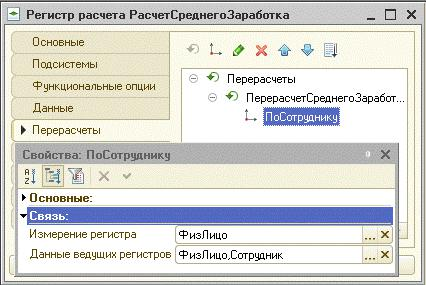 Регистр расчета РасчетСреднегоЗаработка
Основные
Подсистемы
Функциональные опции
Данные
Перерасчеты
Перерасчеты
ПерерасчетСреднегоЗаработ...
ПоСотруднику
Свойства: ПоСотруднику
Основные:
Связь:
Измерение регистра
ФизЛицо
...
Данные ведущих регистров
ФизЛицо,Сотрудник
...